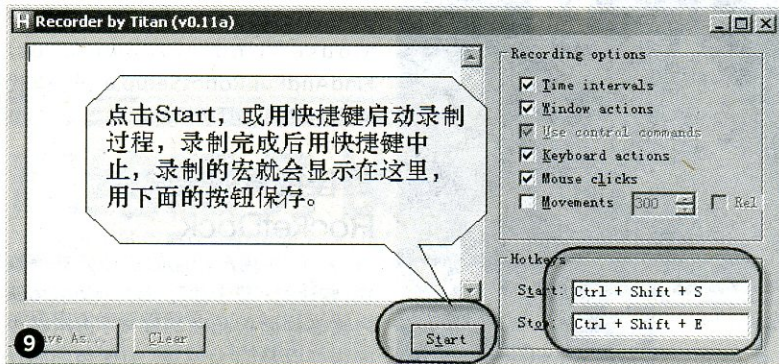 Recorder by Titan (v0.11a)
点击Start，或用快捷键启动录制
过程，录制完成后用快捷键中
止，录制的宏就会显示在这里，
用下面的按钮保存。
Recording options
Time intervals
Window actions
Use control commands
Keyboard actions
Mouse clicks
Movements 300 Rel
Hotkeys
Start: Ctrl + Shift + S
Stop: Ctrl + Shift + E
9 As... Clear Start